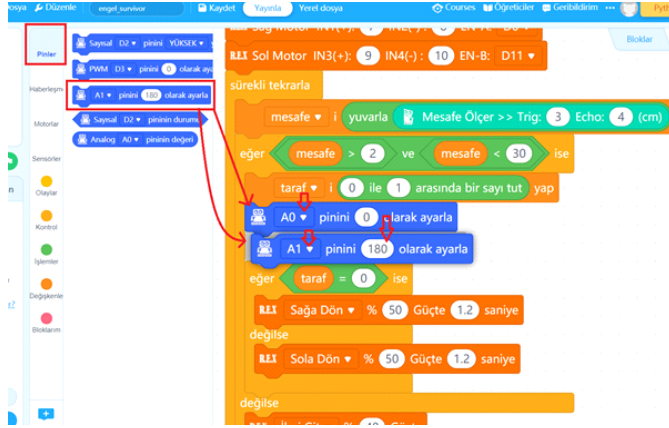 Dosya Düzenle engel_survivor Kaydet Yayınla Yerel dosya Courses Öğreticiler Geribildirim
Bloklar
Pinler
Haberleşme
Motorlar
Sensörler
Olaylar
Kontrol
İşlemler
Değişkenle
Bloklarım
Sayısal D2 pinini YÜKSEK
PWM D3 pinini 0 olarak aya
A1 pinini 180 olarak ayarla
Sayısal D2 pininin durumu
Analog A0 pininin değeri
REX Sol Motor IN3(+): 9 IN4(-) : 10 EN-B: D11
sürekli tekrarla
mesafe i yuvarla Mesafe Ölçer >> Trig: 3 Echo: 4 (cm)
eğer mesafe > 2 ve mesafe < 30 ise
taraf i 0 ile 1 arasında bir sayı tut yap
A0 pinini 0 olarak ayarla
A1 pinini 180 olarak ayarla
eğer taraf = 0 ise
REX Sağa Dön % 50 Güçte 1.2 saniye
değilse
REX Sola Dön % 50 Güçte 1.2 saniye
değilse